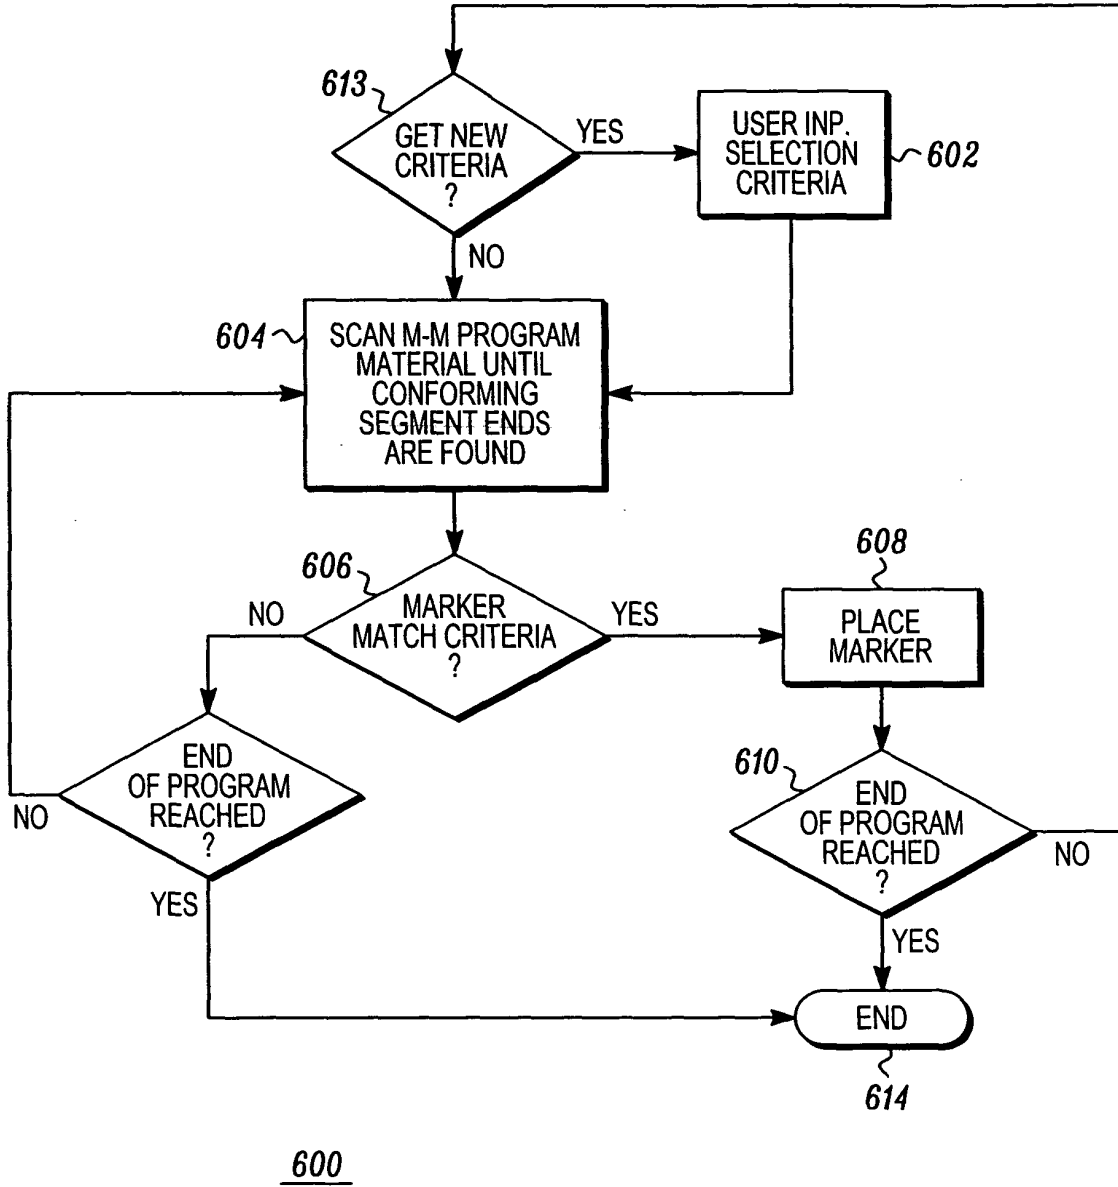 613
GET NEW
CRITERIA
?
YES
USER INP.
SELECTION
CRITERIA
602
NO
604
SCAN M-M PROGRAM
MATERIAL UNTIL
CONFORMING
SEGMENT ENDS
ARE FOUND
606
MARKER
MATCH CRITERIA
?
NO
YES
608
PLACE
MARKER
END
OF PROGRAM
REACHED
?
NO
YES
610
END
OF PROGRAM
REACHED
?
NO
YES
END
614
600